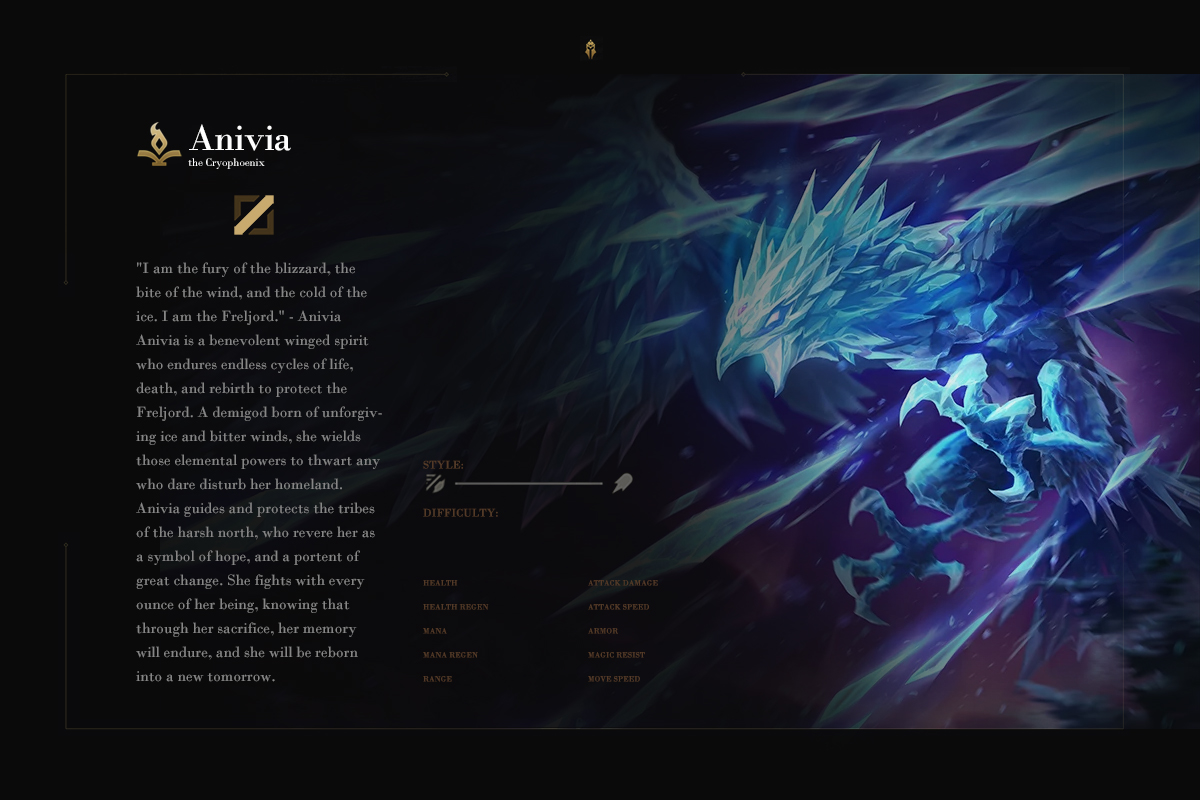 Anivia
the Cryophoenix
"I am the fury of the blizzard, the
bite of the wind, and the cold of the
ice. I am the Freljord." - Anivia
Anivia is a benevolent winged spirit
who endures endless cycles of life,
death, and rebirth to protect the
Freljord. A demigod born of unforgiv-
ing ice and bitter winds, she wields
those elemental powers to thwart any
who dare disturb her homeland.
Anivia guides and protects the tribes
of the harsh north, who revere her as
a symbol of hope, and a portent of
great change. She fights with every
ounce of her being, knowing that
through her sacrifice, her memory
will endure, and she will be reborn
into a new tomorrow.
STYLE:
DIFFICULTY:
HEALTH
HEALTH REGEN
MANA
MANA REGEN
RANGE
ATTACK DAMAGE
ATTACK SPEED
ARMOR
MAGIC RESIST
MOVE SPEED